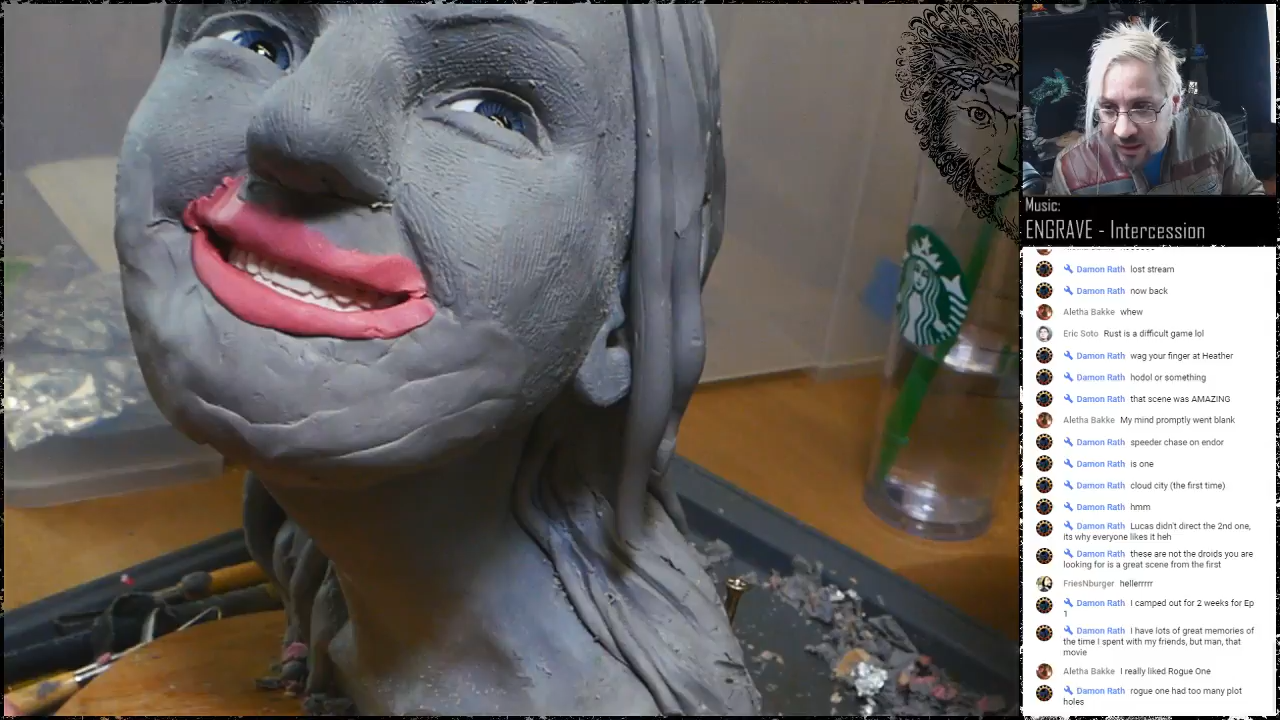 Music:
ENGRAVE - Intercession
Damon Rath lost stream
Damon Rath now back
Aletha Bakke whew
Eric Soto Rust is a difficult game lol
Damon Rath wag your finger at Heather
Damon Rath hodol or something
Damon Rath that scene was AMAZING
Aletha Bakke My mind promptly went blank
Damon Rath speeder chase on endor
Damon Rath is one
Damon Rath cloud city (the first time)
Damon Rath hmm
Damon Rath Lucas didn't direct the 2nd one,
its why everyone likes it heh
Damon Rath these are not the droids you are
looking for is a great scene from the first
FriesNburger hellerrrrr
Damon Rath I camped out for 2 weeks for Ep
1
Damon Rath I have lots of great memories of
the time I spent with my friends, but man, that
movie
Aletha Bakke I really liked Rogue One
Damon Rath rogue one had too many plot
holes